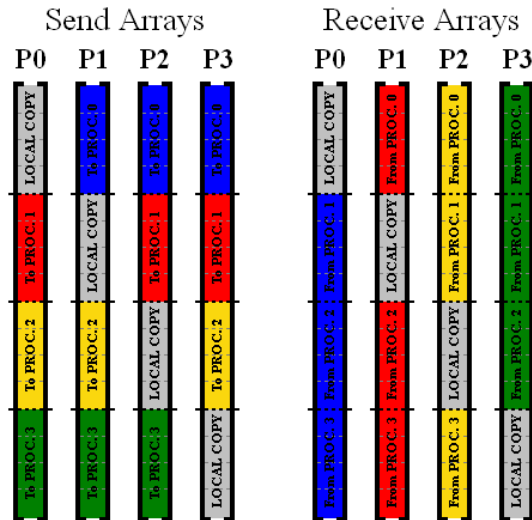 Send Arrays
Receive Arrays
P0 P1 P2 P3
P0 P1 P2 P3
LOCAL COPY
To PROC. 0
To PROC. 0
To PROC. 0
LOCAL COPY
From PROC. 0
From PROC. 0
From PROC. 0
To PROC. 1
LOCAL COPY
To PROC. 1
To PROC. 1
From PROC. 1
LOCAL COPY
From PROC. 1
From PROC. 1
To PROC. 2
To PROC. 2
LOCAL COPY
To PROC. 2
From PROC. 2
From PROC. 2
LOCAL COPY
From PROC. 2
To PROC. 3
To PROC. 3
To PROC. 3
LOCAL COPY
From PROC. 3
From PROC. 3
From PROC. 3
LOCAL COPY